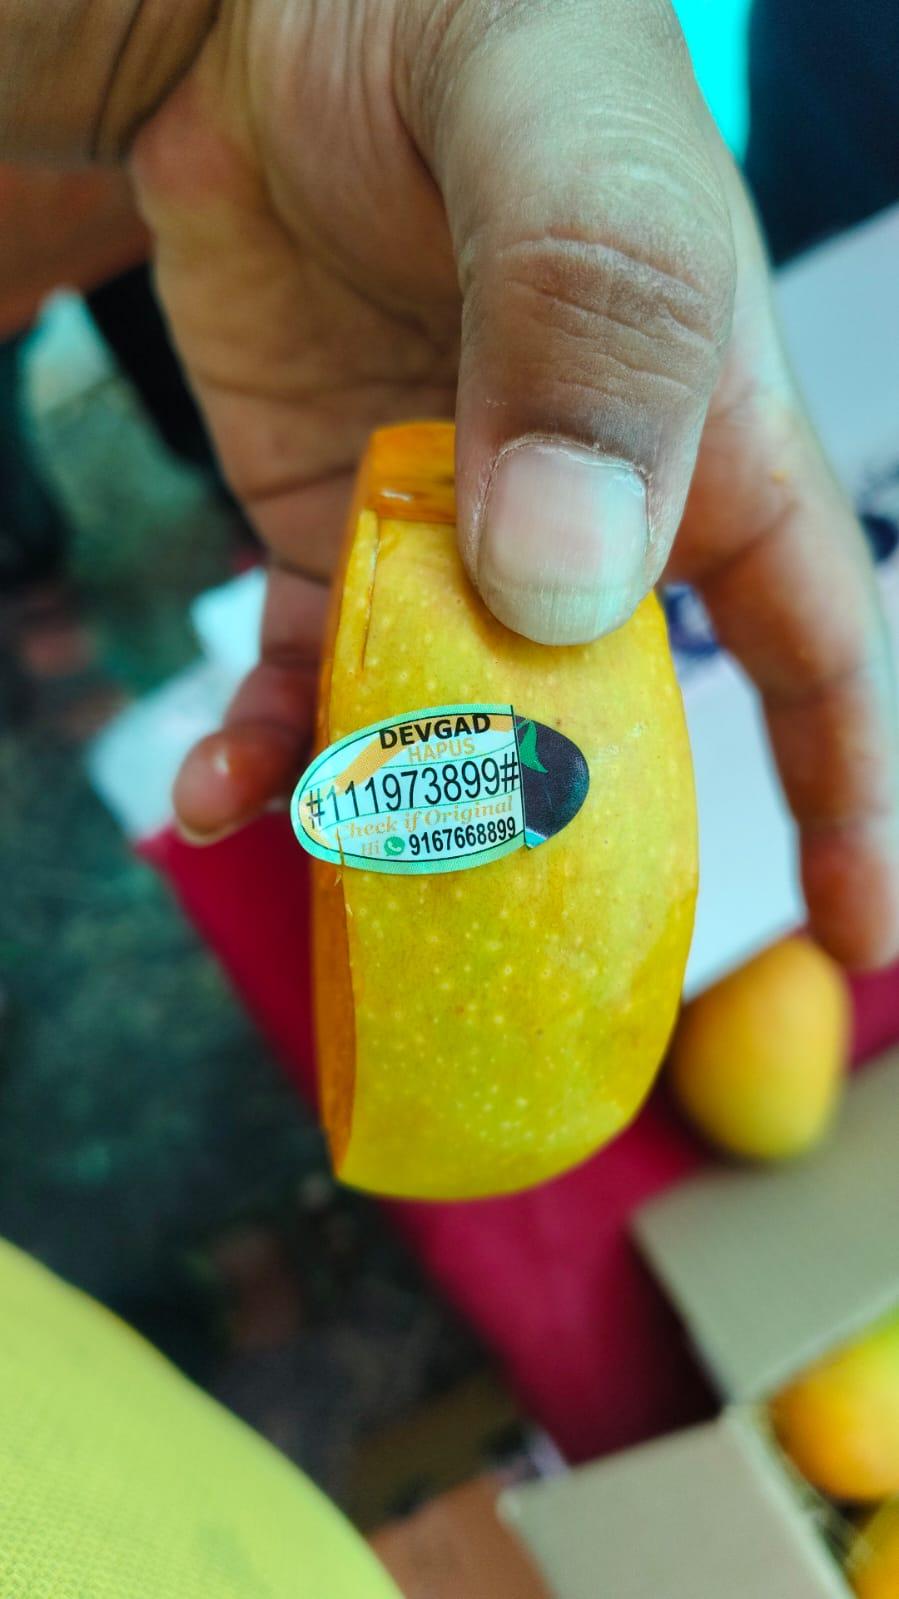 DEVGAD
HAPUS
#111973899#
Check if Original
Hi 9167668899